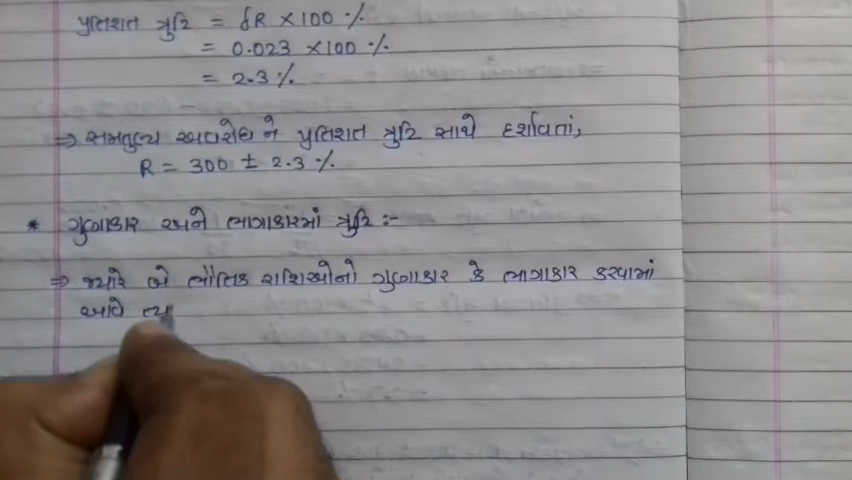 પ્રતિશત ત્રુટિ = δR × 100 %
= 0.023 × 100 %
= 2.3 %
⇒ સમતુલ્ય અવરોધને પ્રતિશત ત્રુટિ સાથે દર્શાવતાં,
R = 300 ± 2.3 %
* ગુણાકાર અને ભાગાકારમાં ત્રુટિ :-
⇒ જ્યારે બે ભૌતિક રાશિઓનો ગુણાકાર કે ભાગાકાર કરવામાં
આવે ત્યા